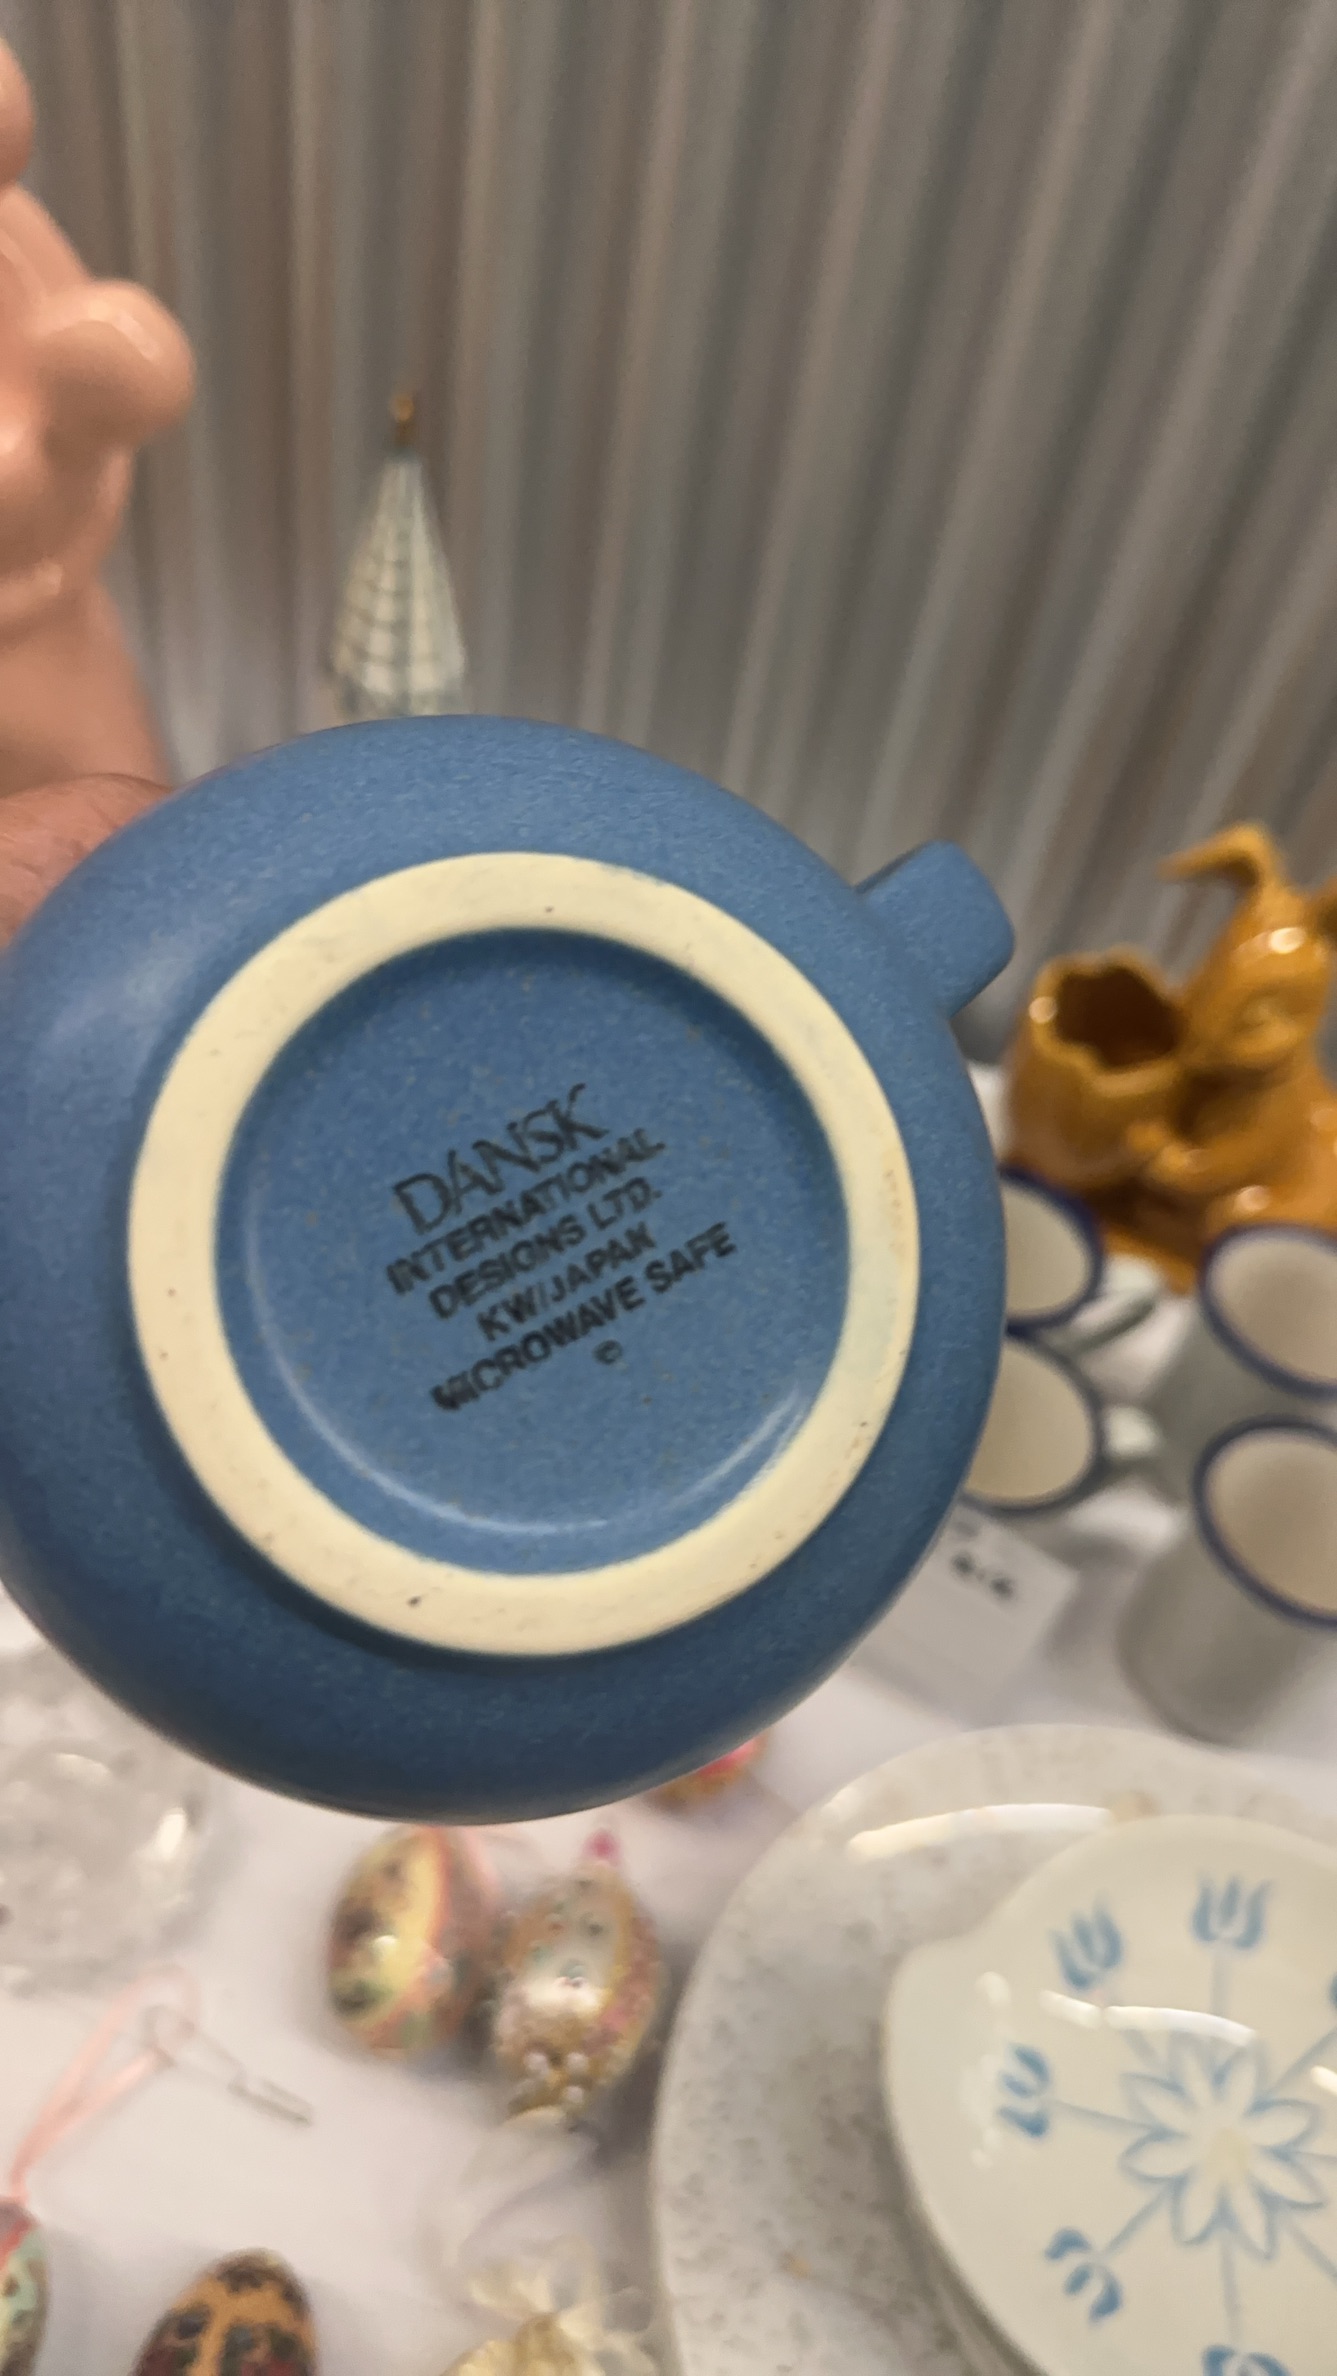 DANSK
INTERNATIONAL
DESIGNS LTD.
KW/JAPAN
MICROWAVE SAFE
©